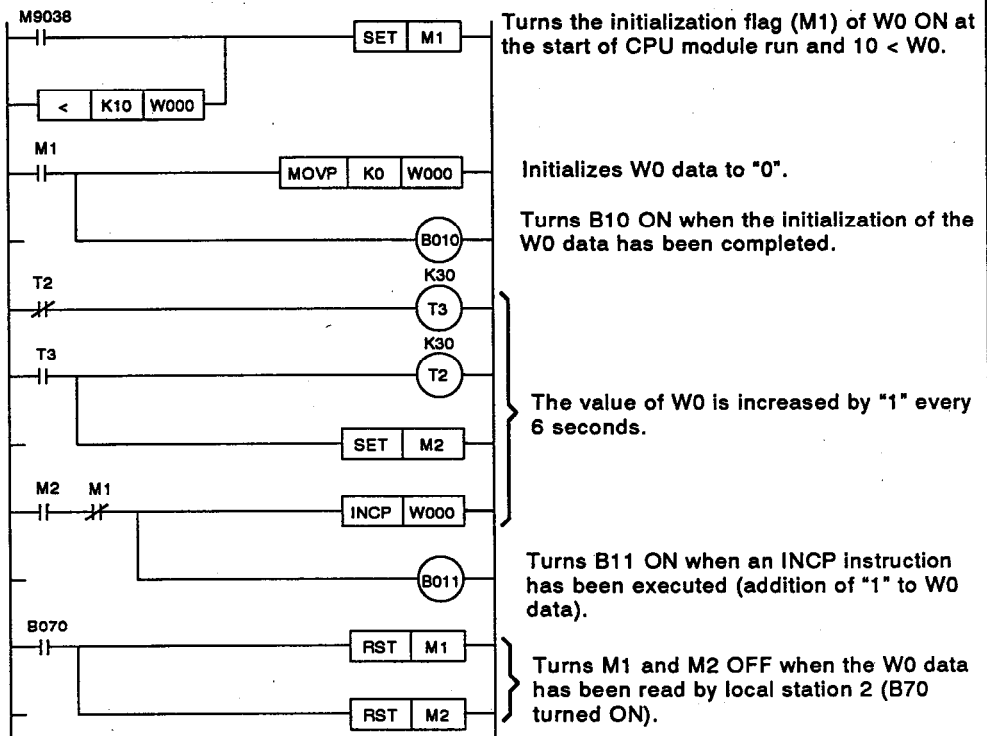 M9038
SET M1
Turns the initialization flag (M1) of W0 ON at
the start of CPU module run and 10 < W0.
< K10 W000
M1
MOVP K0 W000
Initializes W0 data to "0".
B010
Turns B10 ON when the initialization of the
W0 data has been completed.
T2
K30
T3
T3
K30
T2
The value of W0 is increased by "1" every
6 seconds.
SET M2
M2 M1
INCP W000
B011
Turns B11 ON when an INCP instruction
has been executed (addition of "1" to W0
data).
B070
RST M1
Turns M1 and M2 OFF when the W0 data
has been read by local station 2 (B70
turned ON).
RST M2